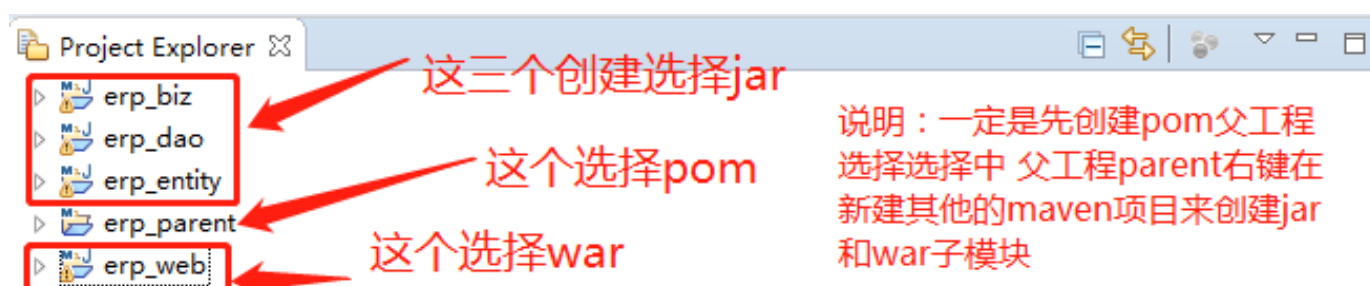 Project Explorer
erp_biz
erp_dao
erp_entity
erp_parent
erp_web
这三个创建选择jar
这个选择pom
这个选择war
说明：一定是先创建pom父工程
选择选择中 父工程parent右键在
新建其他的maven项目来创建jar
和war子模块